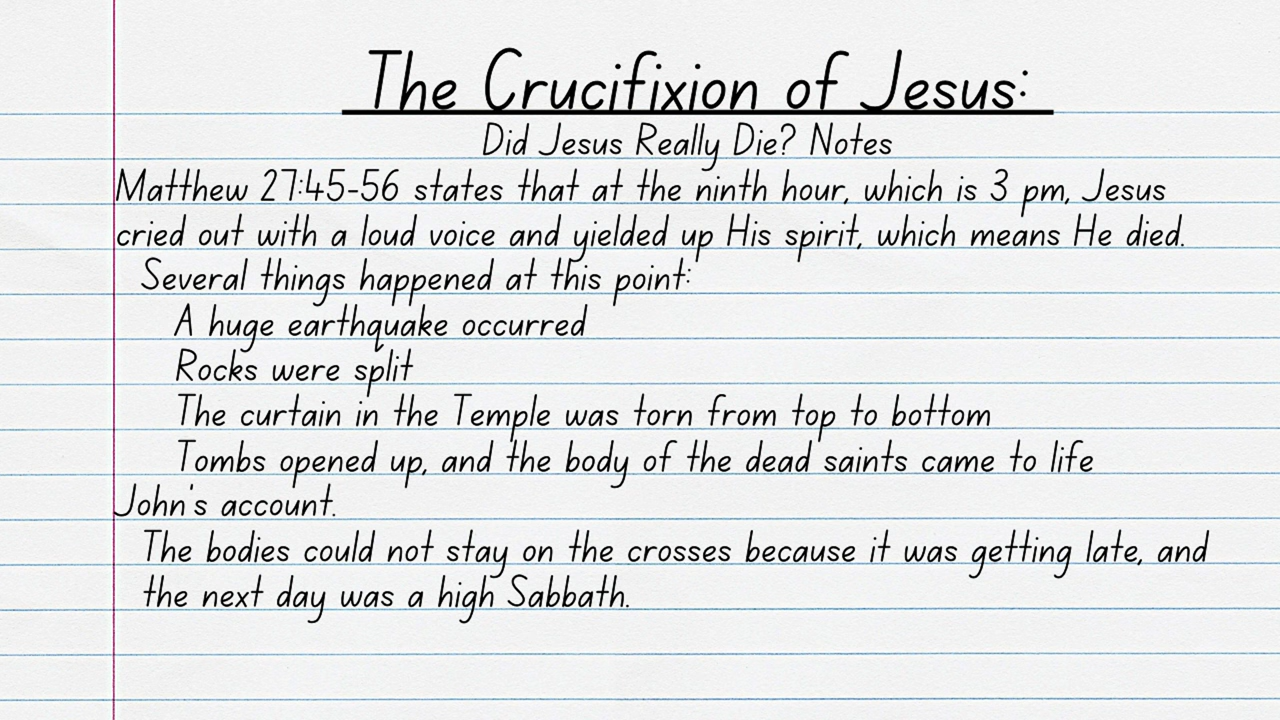 The Crucifixion of Jesus:
Did Jesus Really Die? Notes
Matthew 27:45-56 states that at the ninth hour, which is 3 pm, Jesus
cried out with a loud voice and yielded up His spirit, which means He died.
Several things happened at this point:
A huge earthquake occurred
Rocks were split
The curtain in the Temple was torn from top to bottom
Tombs opened up, and the body of the dead saints came to life
John's account.
The bodies could not stay on the crosses because it was getting late, and
the next day was a high Sabbath.